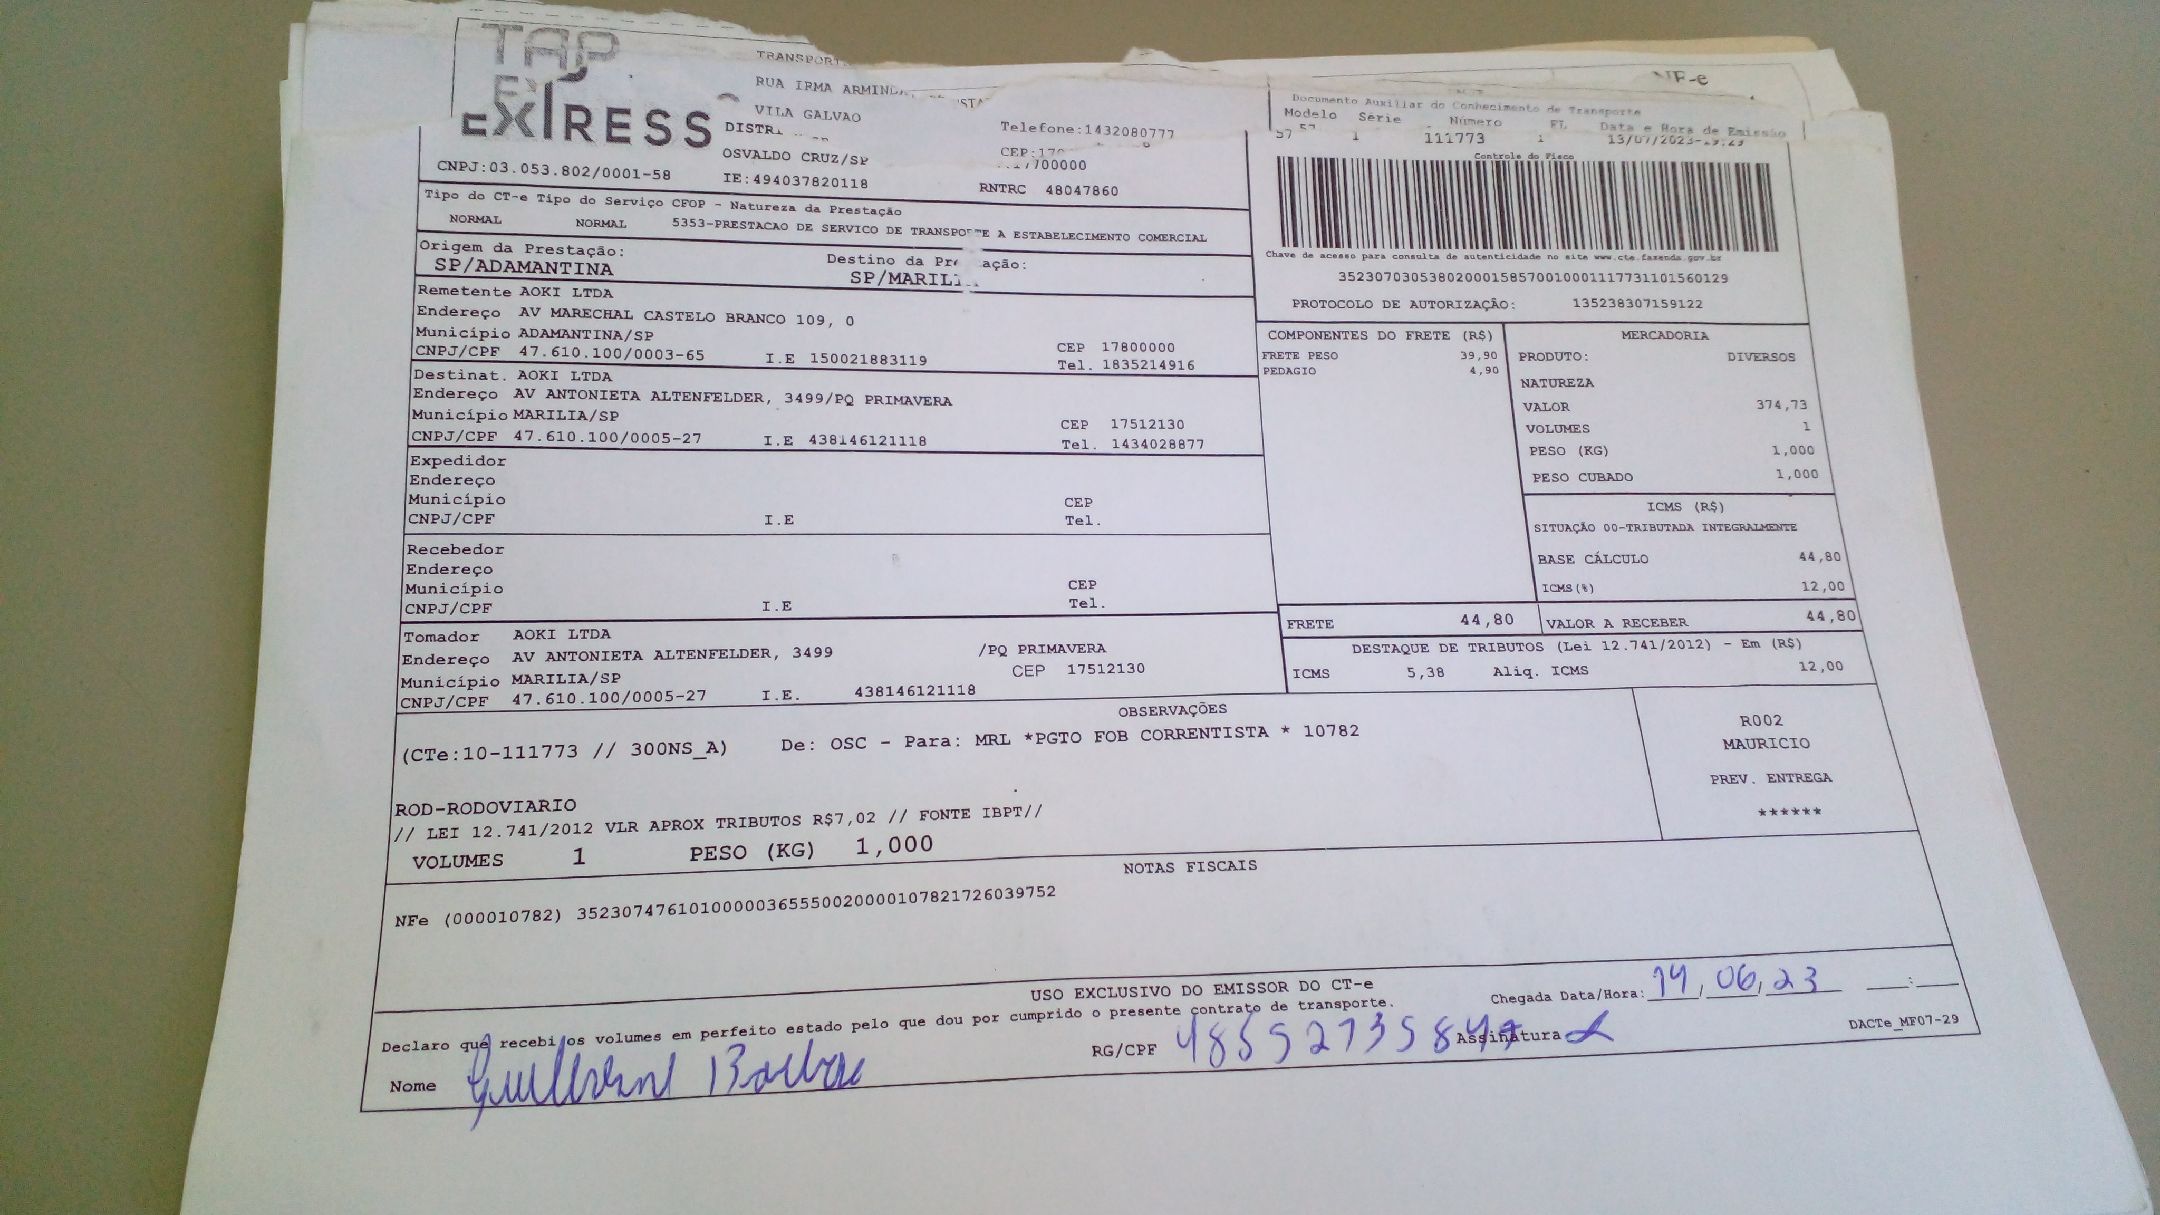 TAP
EXPRESS
TRANSPORT
RUA IRMA ARMINDA
VILA GALVAO
Telefone:1432080777
OSVALDO CRUZ/SP
CNPJ:03.053.802/0001-58 IE:494037820118 RNTRC 48047860
NF-e
Documento Auxiliar do Conhecimento de Transporte
Modelo Serie Número FL Data e Hora de Emissão
57 1 111773 1 13/07/2023
Controle do Fisco
Chave de acesso para consulta de autenticidade no site www.cte.fazenda.gov.br
35230703053802000158570010001117731101560129
PROTOCOLO DE AUTORIZAÇÃO: 135238307159122
Tipo do CT-e Tipo do Serviço CFOP - Natureza da Prestação
NORMAL NORMAL 5353-PRESTACAO DE SERVICO DE TRANSPORTE A ESTABELECIMENTO COMERCIAL
Origem da Prestação: Destino da Prestação:
SP/ADAMANTINA SP/MARILIA
Remetente AOKI LTDA
Endereço AV MARECHAL CASTELO BRANCO 109, 0
Município ADAMANTINA/SP CEP 17800000
CNPJ/CPF 47.610.100/0003-65 I.E 150021883119 Tel. 1835214916
Destinat. AOKI LTDA
Endereço AV ANTONIETA ALTENFELDER, 3499/PQ PRIMAVERA
Município MARILIA/SP CEP 17512130
CNPJ/CPF 47.610.100/0005-27 I.E 438146121118 Tel. 1434028877
Expedidor
Endereço
Município CEP
CNPJ/CPF I.E Tel.
Recebedor
Endereço
Município CEP
CNPJ/CPF I.E Tel.
Tomador AOKI LTDA
Endereço AV ANTONIETA ALTENFELDER, 3499 /PQ PRIMAVERA
Município MARILIA/SP CEP 17512130
CNPJ/CPF 47.610.100/0005-27 I.E. 438146121118
COMPONENTES DO FRETE (R$)
FRETE PESO 39,90
PEDAGIO 4,90
MERCADORIA
PRODUTO: DIVERSOS
NATUREZA
VALOR 374,73
VOLUMES 1
PESO (KG) 1,000
PESO CUBADO 1,000
ICMS (R$)
SITUAÇÃO 00-TRIBUTADA INTEGRALMENTE
BASE CÁLCULO 44,80
ICMS(%) 12,00
FRETE 44,80 VALOR A RECEBER 44,80
DESTAQUE DE TRIBUTOS (Lei 12.741/2012) - Em (R$)
ICMS 5,38 Aliq. ICMS 12,00
OBSERVAÇÕES
(CTe:10-111773 // 300NS_A) De: OSC - Para: MRL *PGTO FOB CORRENTISTA * 10782
ROD-RODOVIARIO
// LEI 12.741/2012 VLR APROX TRIBUTOS R$7,02 // FONTE IBPT//
VOLUMES 1 PESO (KG) 1,000
R002
MAURICIO
PREV. ENTREGA
******
NOTAS FISCAIS
NFe (000010782) 35230747610100000365550020000107821726039752
USO EXCLUSIVO DO EMISSOR DO CT-e
Declaro que recebi os volumes em perfeito estado pelo que dou por cumprido o presente contrato de transporte.
Chegada Data/Hora: 14/06/23 :
Nome RG/CPF Assinatura
DACTe_MF07-29